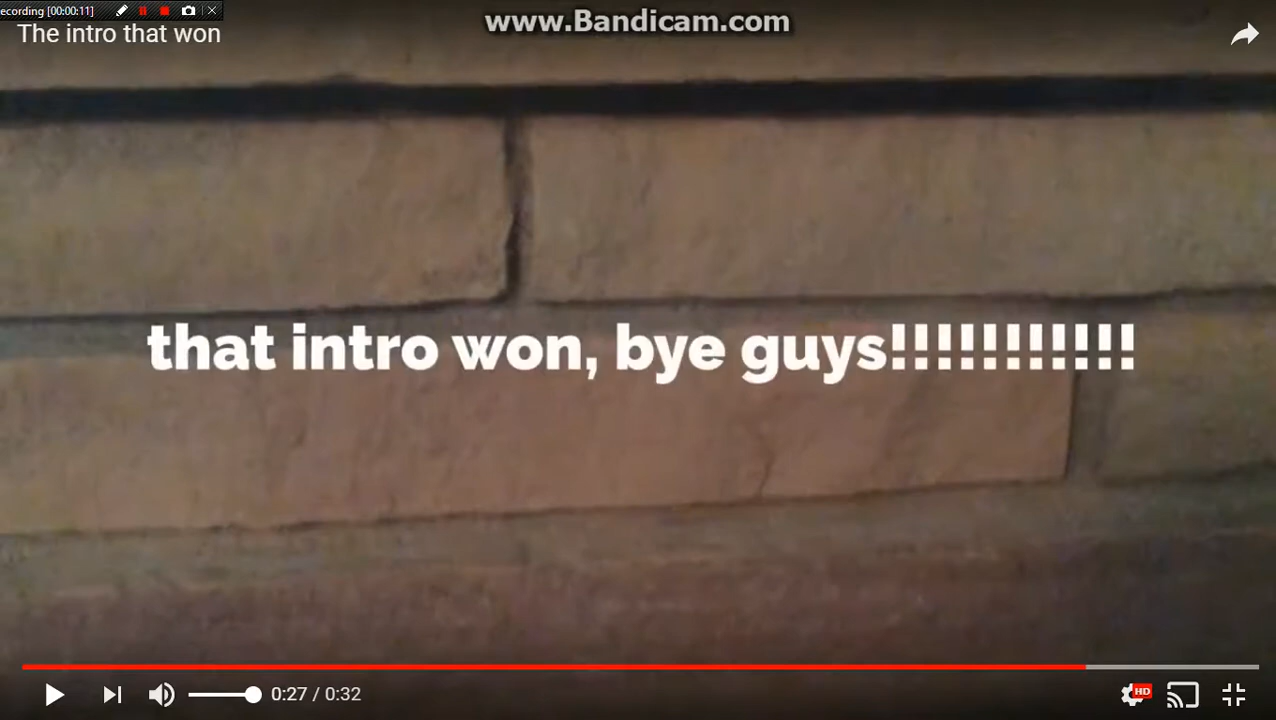 ecording [00:00:11]
www.Bandicam.com
The intro that won
that intro won, bye guys!!!!!!!!!!!
0:27 / 0:32
HD